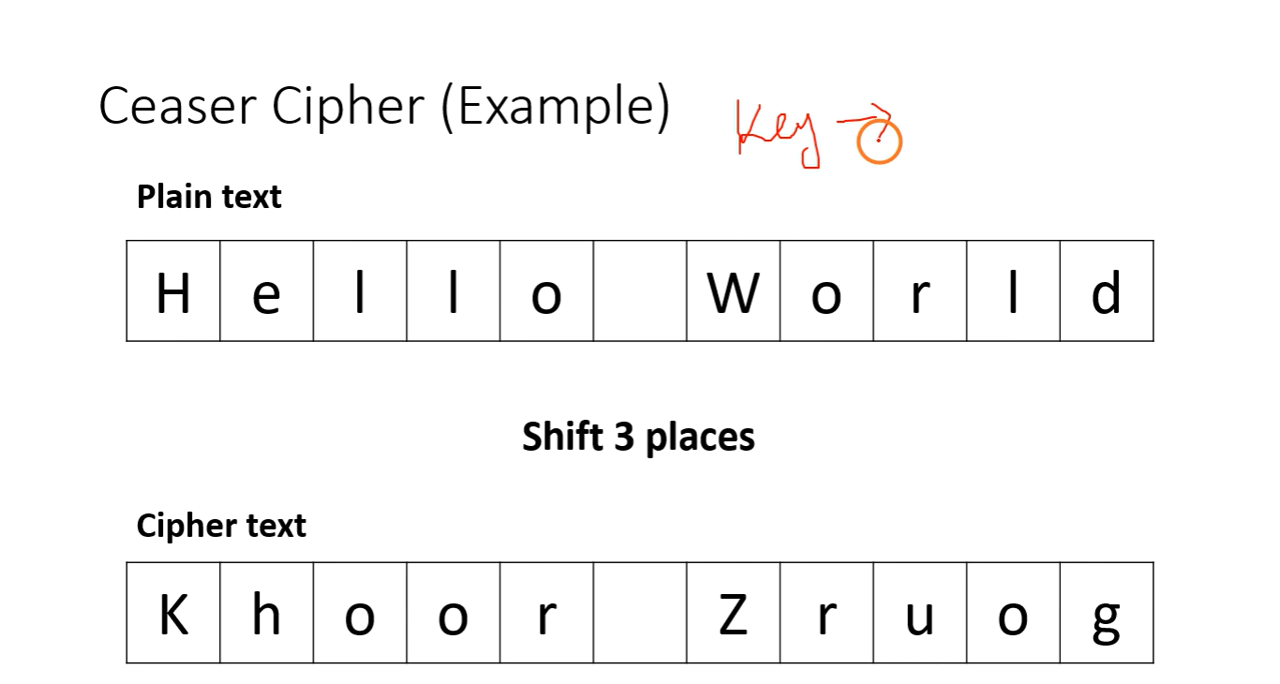 Ceaser Cipher (Example) Key →
Plain text
H e l l o W o r l d
Shift 3 places
Cipher text
K h o o r Z r u o g